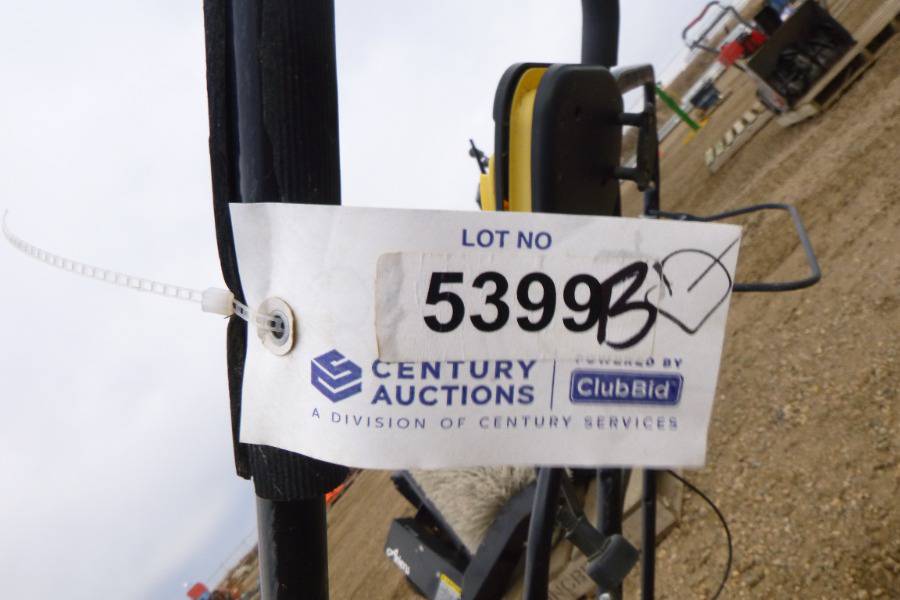 LOT NO
5399B
CENTURY
AUCTIONS
POWERED BY
ClubBid
A DIVISION OF CENTURY SERVICES